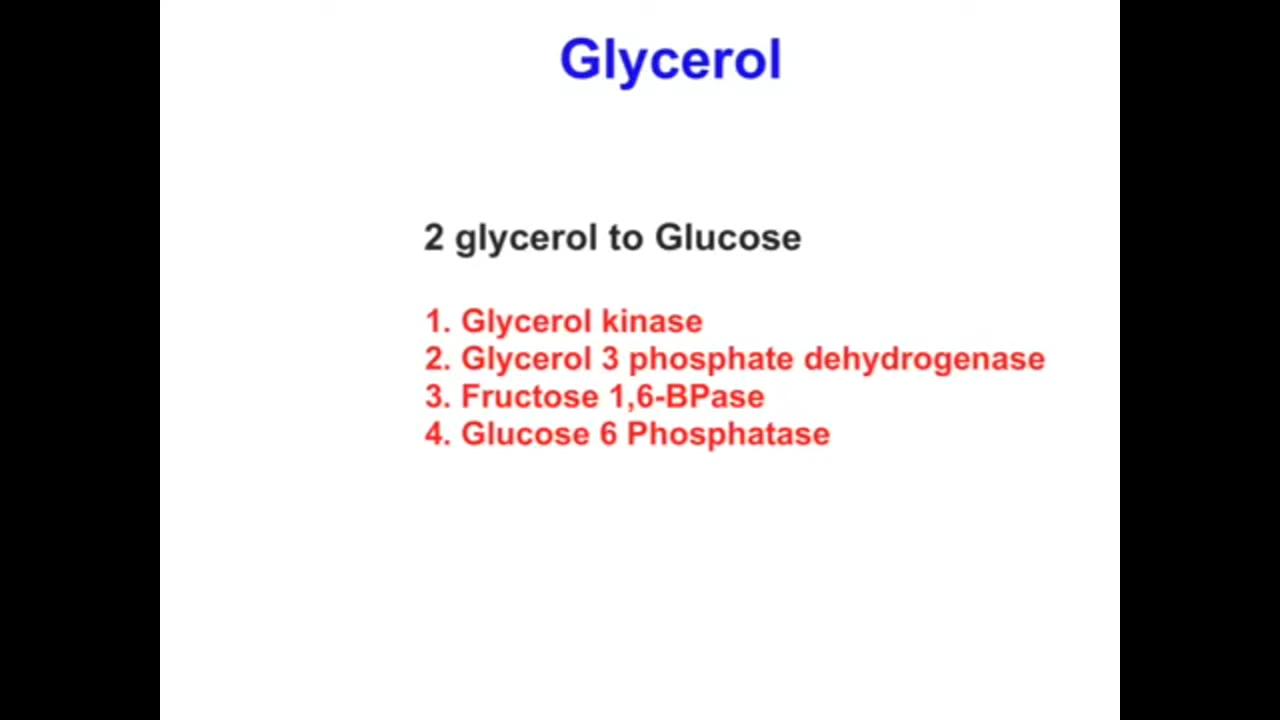 Glycerol
2 glycerol to Glucose
1. Glycerol kinase
2. Glycerol 3 phosphate dehydrogenase
3. Fructose 1,6-BPase
4. Glucose 6 Phosphatase